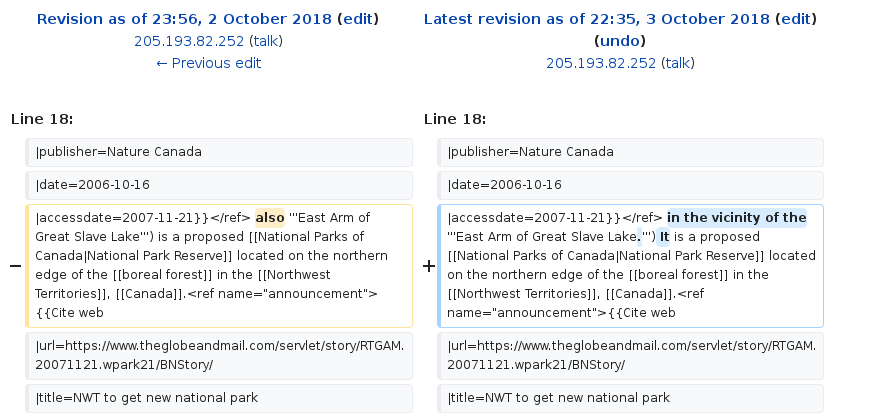 Revision as of 23:56, 2 October 2018 (edit)
205.193.82.252 (talk)
← Previous edit
Latest revision as of 22:35, 3 October 2018 (edit)
(undo)
205.193.82.252 (talk)
Line 18:
Line 18:
|publisher=Nature Canada
|publisher=Nature Canada
|date=2006-10-16
|date=2006-10-16
−
|accessdate=2007-11-21}}</ref> also '''East Arm of
Great Slave Lake''') is a proposed [[National Parks of
Canada|National Park Reserve]] located on the northern
edge of the [[boreal forest]] in the [[Northwest
Territories]], [[Canada]].<ref name="announcement">
{{Cite web
+
|accessdate=2007-11-21}}</ref> in the vicinity of the
'''East Arm of Great Slave Lake.''') It is a proposed
[[National Parks of Canada|National Park Reserve]] located
on the northern edge of the [[boreal forest]] in the
[[Northwest Territories]], [[Canada]].<ref
name="announcement">{{Cite web
|url=https://www.theglobeandmail.com/servlet/story/RTGAM.
20071121.wpark21/BNStory/
|url=https://www.theglobeandmail.com/servlet/story/RTGAM.
20071121.wpark21/BNStory/
|title=NWT to get new national park
|title=NWT to get new national park